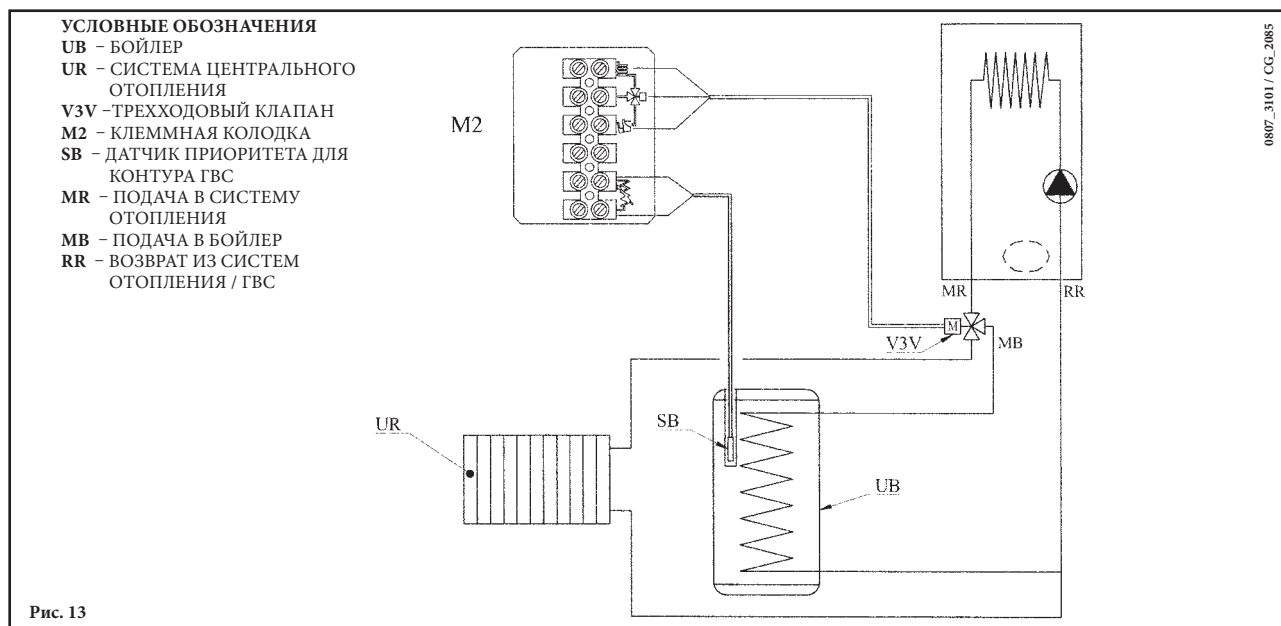 УСЛОВНЫЕ ОБОЗНАЧЕНИЯ
UB – БОЙЛЕР
UR – СИСТЕМА ЦЕНТРАЛЬНОГО
ОТОПЛЕНИЯ
V3V –ТРЕХХОДОВЫЙ КЛАПАН
M2 – КЛЕММНАЯ КОЛОДКА
SB – ДАТЧИК ПРИОРИТЕТА ДЛЯ
КОНТУРА ГВС
MR – ПОДАЧА В СИСТЕМУ
ОТОПЛЕНИЯ
MB – ПОДАЧА В БОЙЛЕР
RR – ВОЗВРАТ ИЗ СИСТЕМ
ОТОПЛЕНИЯ / ГВС
M2
0807_3101 / CG_2085
MR
RR
M
V3V
MB
UR
SB
UB
Рис. 13